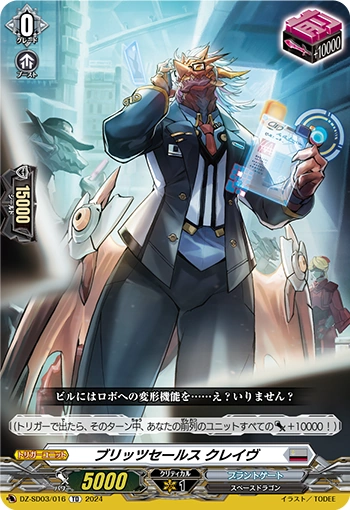 0
グレード
ブースト
+10000
15000
シールド
ビルにはロボへの変形機能を……え?いりません?
(トリガーで出たら、そのターン中、あなたの前列のユニットすべての +10000!)
トリガーユニット
ブリッツセールス クレイヴ
パワー
5000
クリティカル
1
ブラントゲート
スペースドラゴン
DZ-SD03/016 TD 2024
イラスト/TODEE